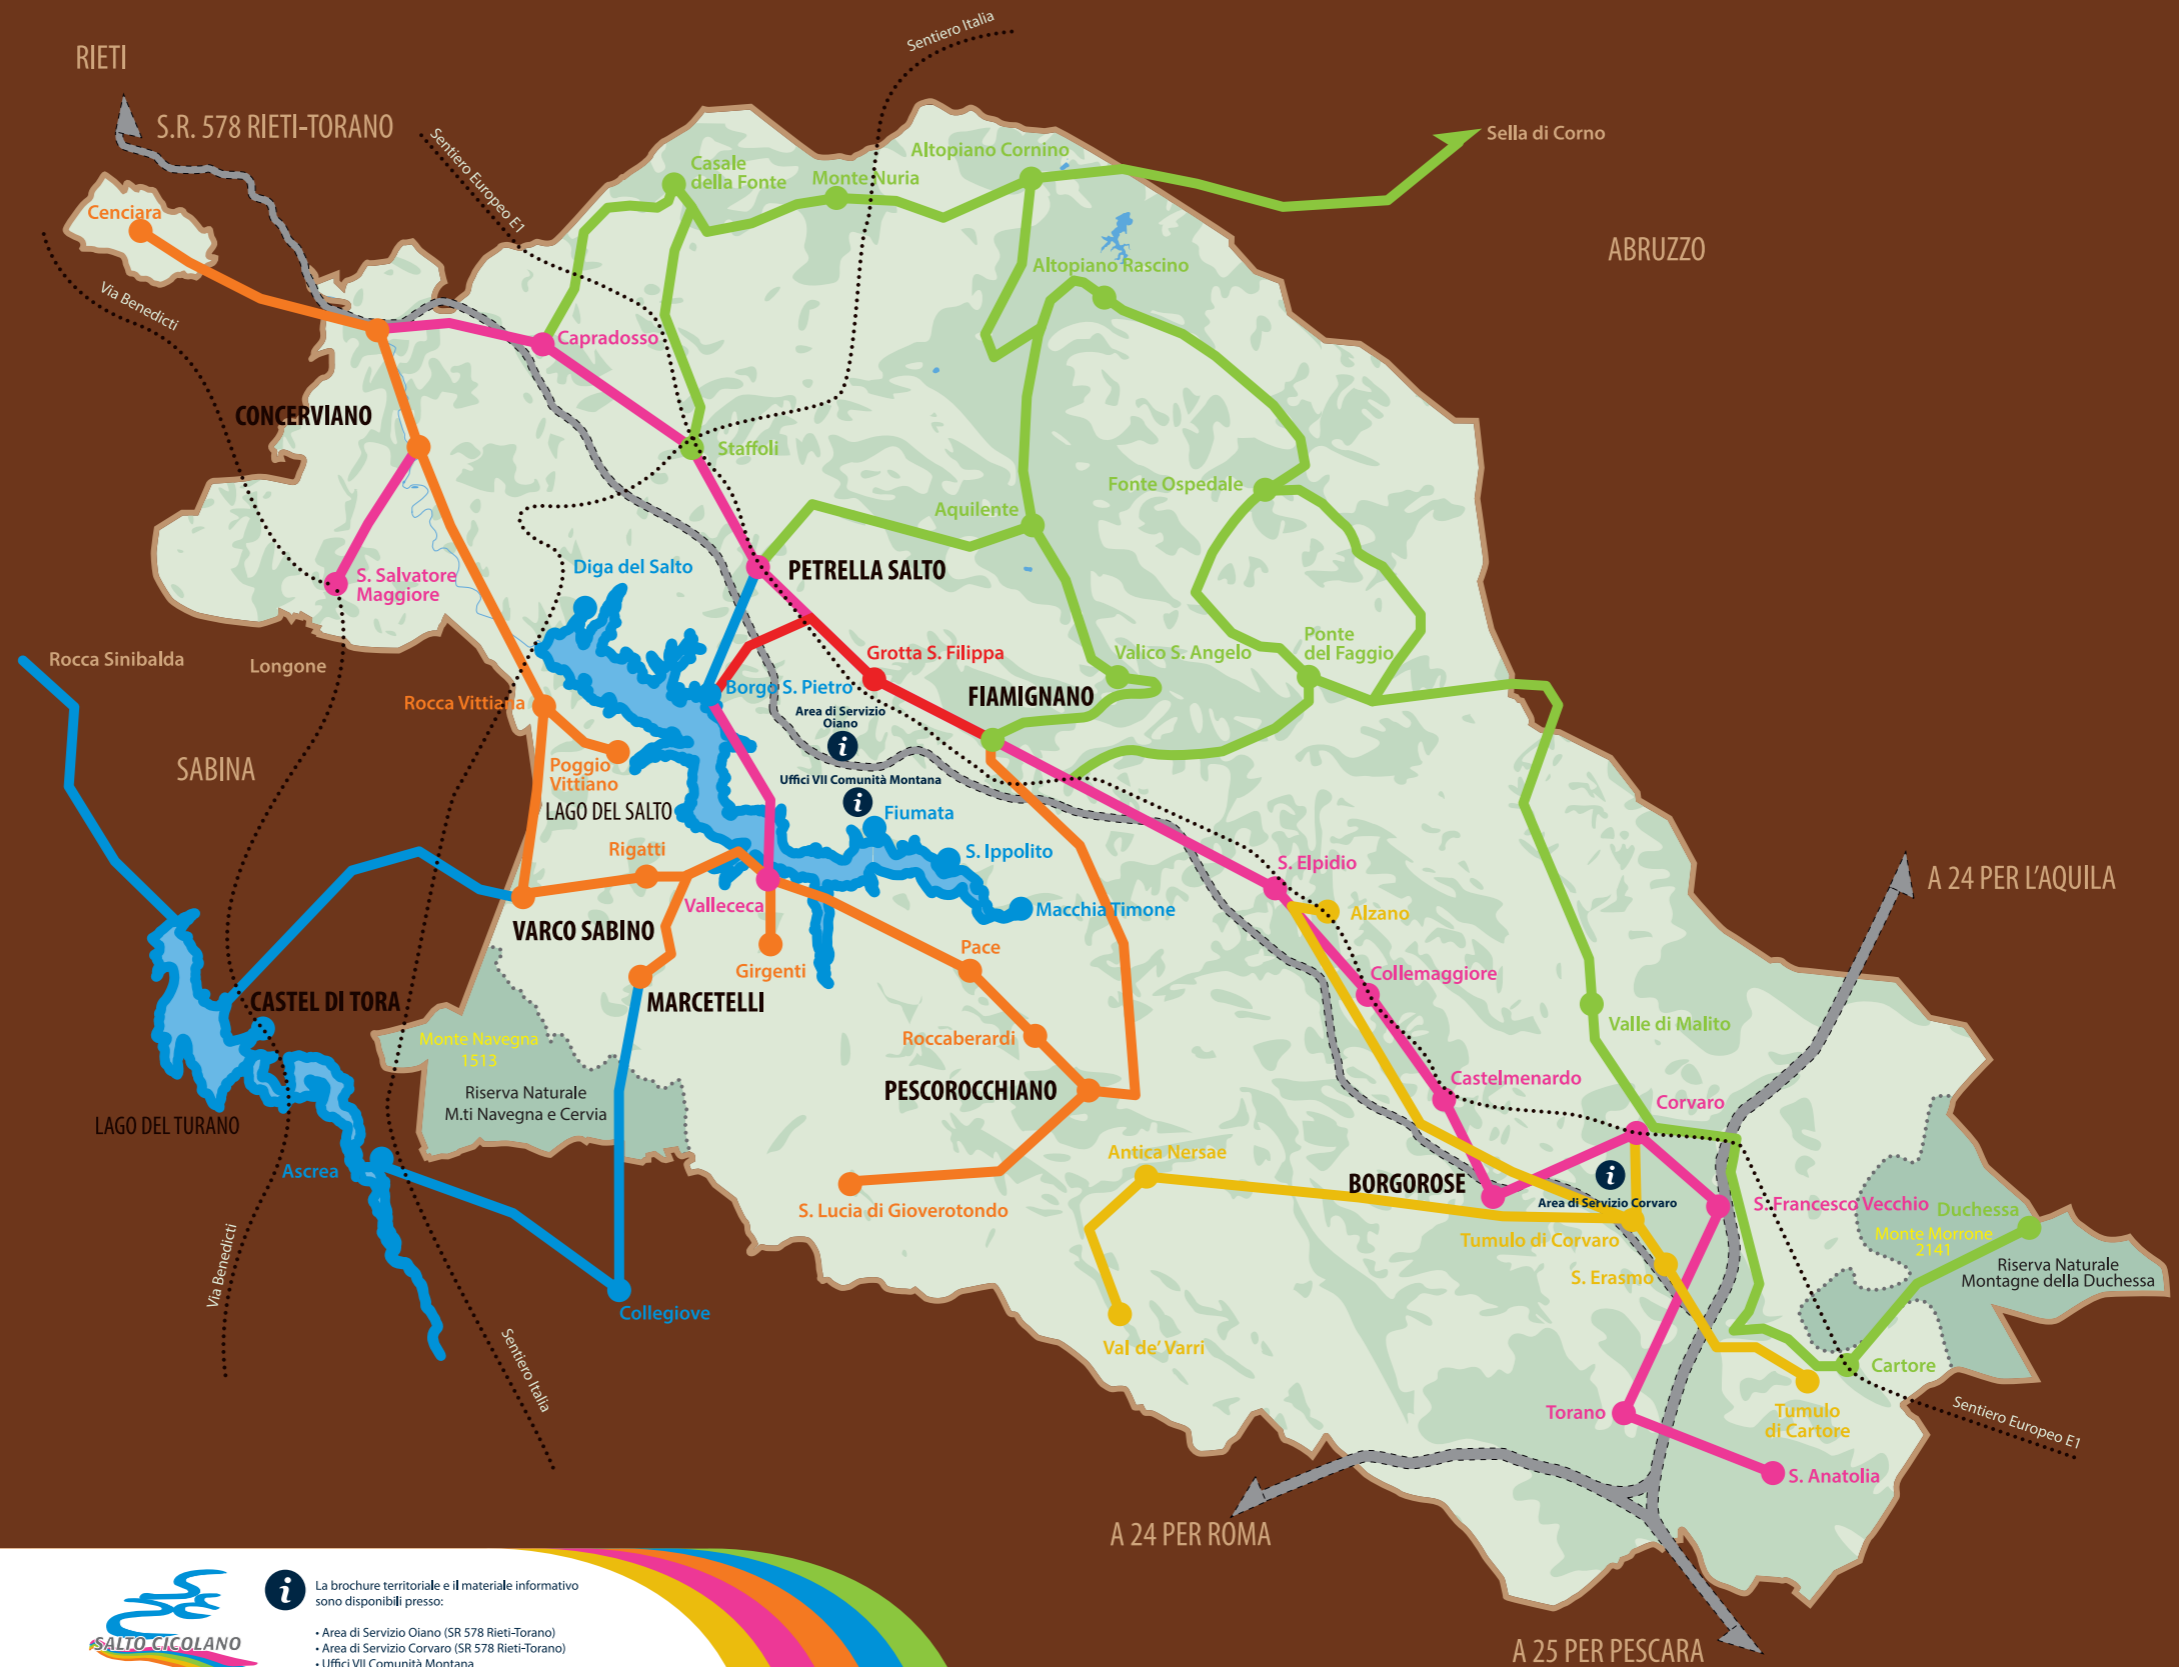 Sentiero Italia
RIETI
S.R. 578 RIETI-TORANO
Sella di Corno
Sentiero Europeo E1
Casale
della Fonte
Altopiano Cornino
Monte Nuria
Cenciara
ABRUZZO
Altopiano Rascino
Via Benedicti
Capradosso
CONCERVIANO
Staffoli
Fonte Ospedale
Aquilente
Diga del Salto
PETRELLA SALTO
S. Salvatore
Maggiore
Rocca Sinibalda
Longone
Grotta S. Filippa
Valico S. Angelo
Ponte
del Faggio
Rocca Vittiana
Borgo S. Pietro
FIAMIGNANO
Area di Servizio
Oiano
i
SABINA
Poggio
Vittiano
Uffici VII Comunità Montana
i
LAGO DEL SALTO
Fiumata
Rigatti
S. Ippolito
S. Elpidio
A 24 PER L'AQUILA
Vallececa
Macchia Timone
Alzano
VARCO SABINO
Pace
Girgenti
Collemaggiore
CASTEL DI TORA
MARCETELLI
Valle di Malito
Monte Navegna
1513
Roccaberardi
Castelmenardo
Riserva Naturale
M.ti Navegna e Cervia
PESCOROCCHIANO
Corvaro
LAGO DEL TURANO
Antica Nersae
Ascrea
BORGOROSE
i
Area di Servizio Corvaro
S. Francesco Vecchio
Duchessa
S. Lucia di Gioverotondo
Monte Morrone
2141
Tumulo di Corvaro
Riserva Naturale
Montagne della Duchessa
S. Erasmo
Via Benedicti
Collegiove
Sentiero Italia
Val de' Varri
Cartore
Torano
Tumulo
di Cartore
Sentiero Europeo E1
S. Anatolia
A 24 PER ROMA
A 25 PER PESCARA
SALTO CICOLANO
i
La brochure territoriale e il materiale informativo
sono disponibili presso:
• Area di Servizio Oiano (SR 578 Rieti-Torano)
• Area di Servizio Corvaro (SR 578 Rieti-Torano)
• Uffici VII Comunità Montana